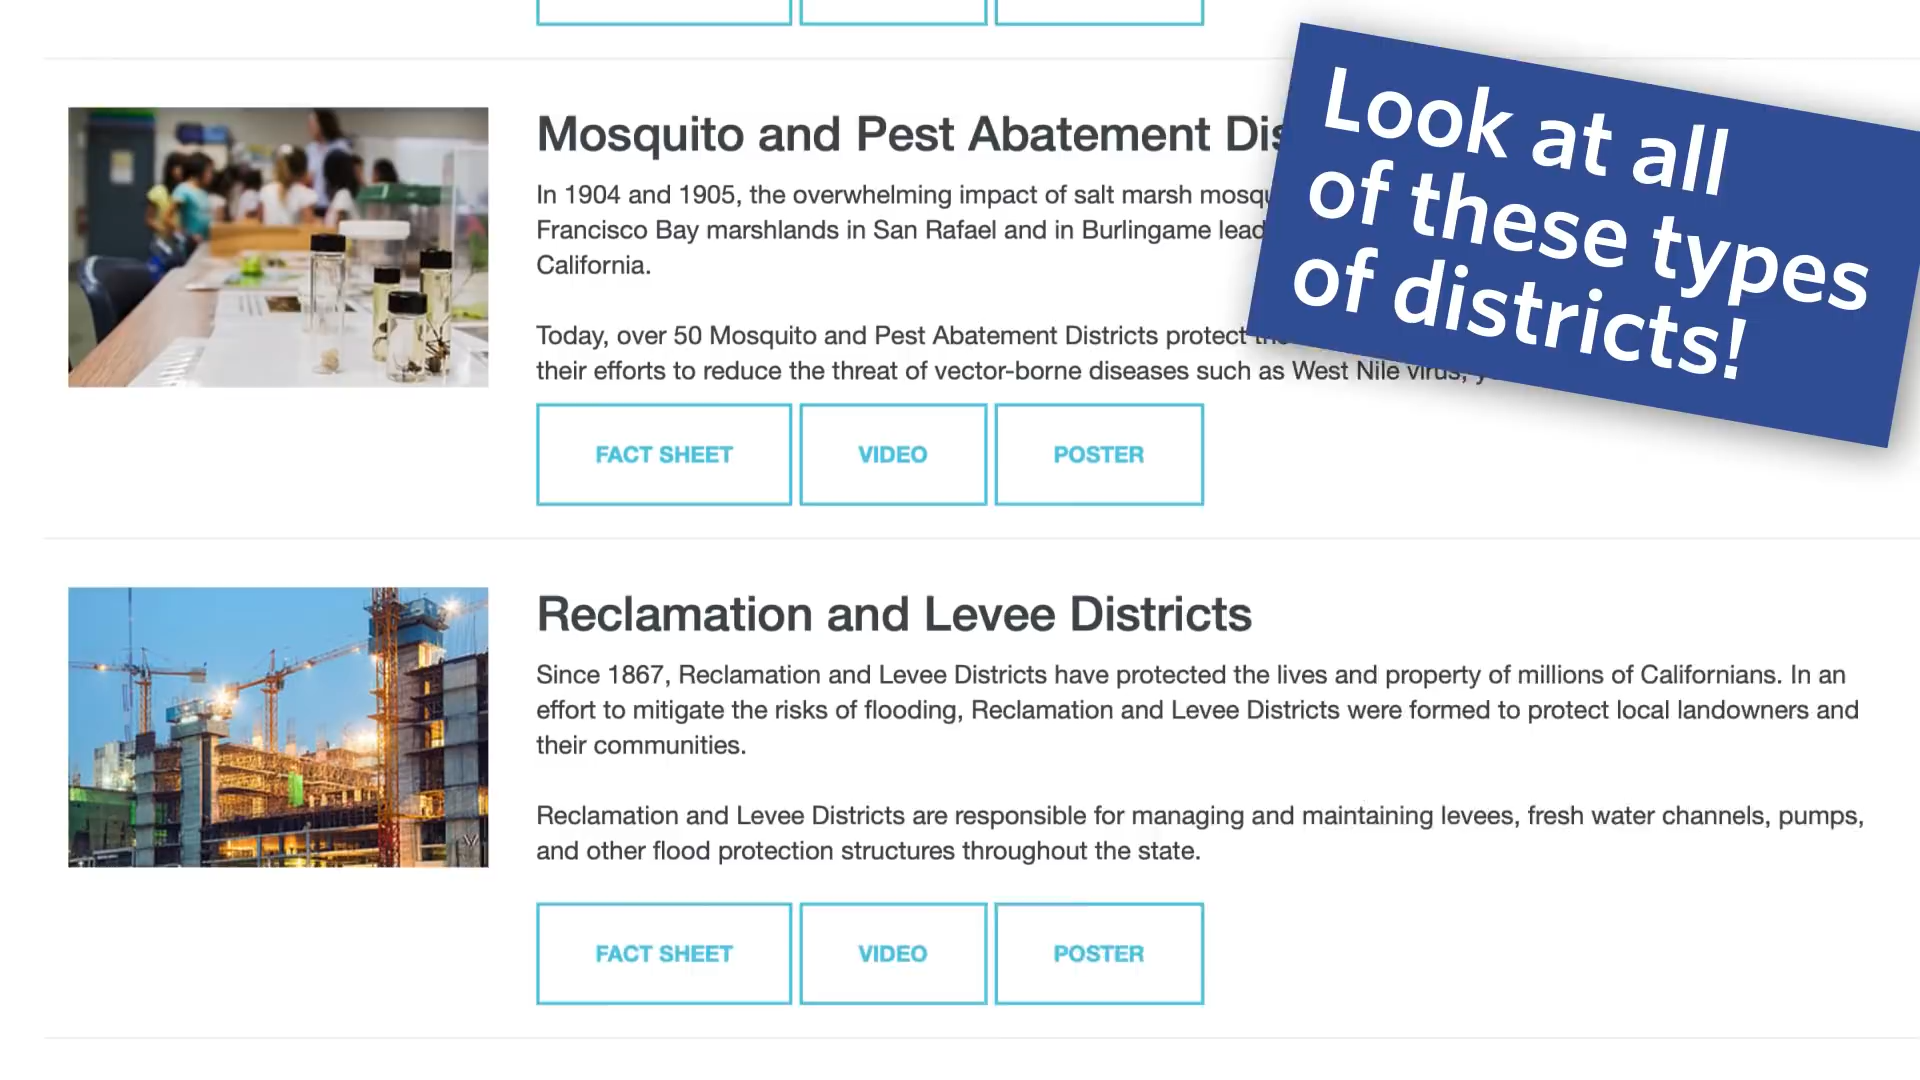 Look at all
of these types
of districts!
Mosquito and Pest Abatement
In 1904 and 1905, the overwhelming impact of salt marsh
Francisco Bay marshlands in San Rafael and in Burlingame lead
California.
Today, over 50 Mosquito and Pest Abatement Districts protect
their efforts to reduce the threat of vector-borne diseases such as West Nile virus,
FACT SHEET
VIDEO
POSTER
Reclamation and Levee Districts
Since 1867, Reclamation and Levee Districts have protected the lives and property of millions of Californians. In an
effort to mitigate the risks of flooding, Reclamation and Levee Districts were formed to protect local landowners and
their communities.
Reclamation and Levee Districts are responsible for managing and maintaining levees, fresh water channels, pumps,
and other flood protection structures throughout the state.
FACT SHEET
VIDEO
POSTER